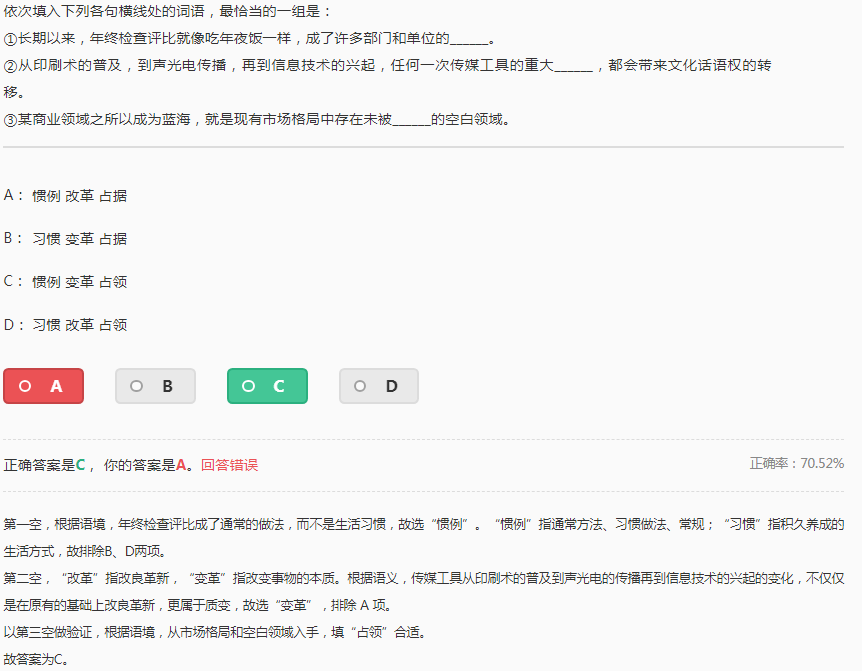 依次填入下列各句横线处的词语，最恰当的一组是：
①长期以来，年终检查评比就像吃年夜饭一样，成了许多部门和单位的______。
②从印刷术的普及，到声光电传播，再到信息技术的兴起，任何一次传媒工具的重大______，都会带来文化话语权的转
移。
③某商业领域之所以成为蓝海，就是现有市场格局中存在未被______的空白领域。
A： 惯例 改革 占据
B： 习惯 变革 占据
C： 惯例 变革 占领
D： 习惯 改革 占领
A B C D
正确答案是C， 你的答案是A。回答错误 正确率：70.52%
第一空，根据语境，年终检查评比成了通常的做法，而不是生活习惯，故选“惯例”。“惯例”指通常方法、习惯做法、常规；“习惯”指积久养成的
生活方式，故排除B、D两项。
第二空，“改革”指改良革新，“变革”指改变事物的本质。根据语义，传媒工具从印刷术的普及到声光电的传播再到信息技术的兴起的变化，不仅仅
是在原有的基础上改良革新，更属于质变，故选“变革”，排除 A 项。
以第三空做验证，根据语境，从市场格局和空白领域入手，填“占领”合适。
故答案为C。